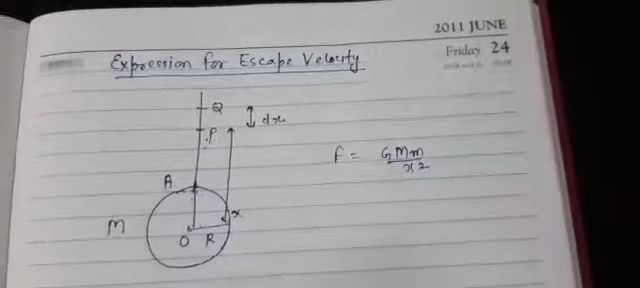 2011 JUNE
Friday 24
Expression for Escape Velocity
Q
dx
P
F = GMm/x2
A
x
M
O R